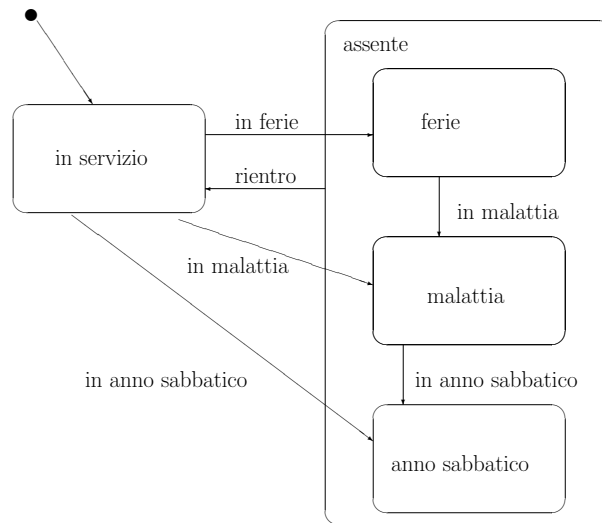 assente
in ferie
ferie
in servizio
rientro
in malattia
in malattia
malattia
in anno sabbatico
in anno sabbatico
anno sabbatico